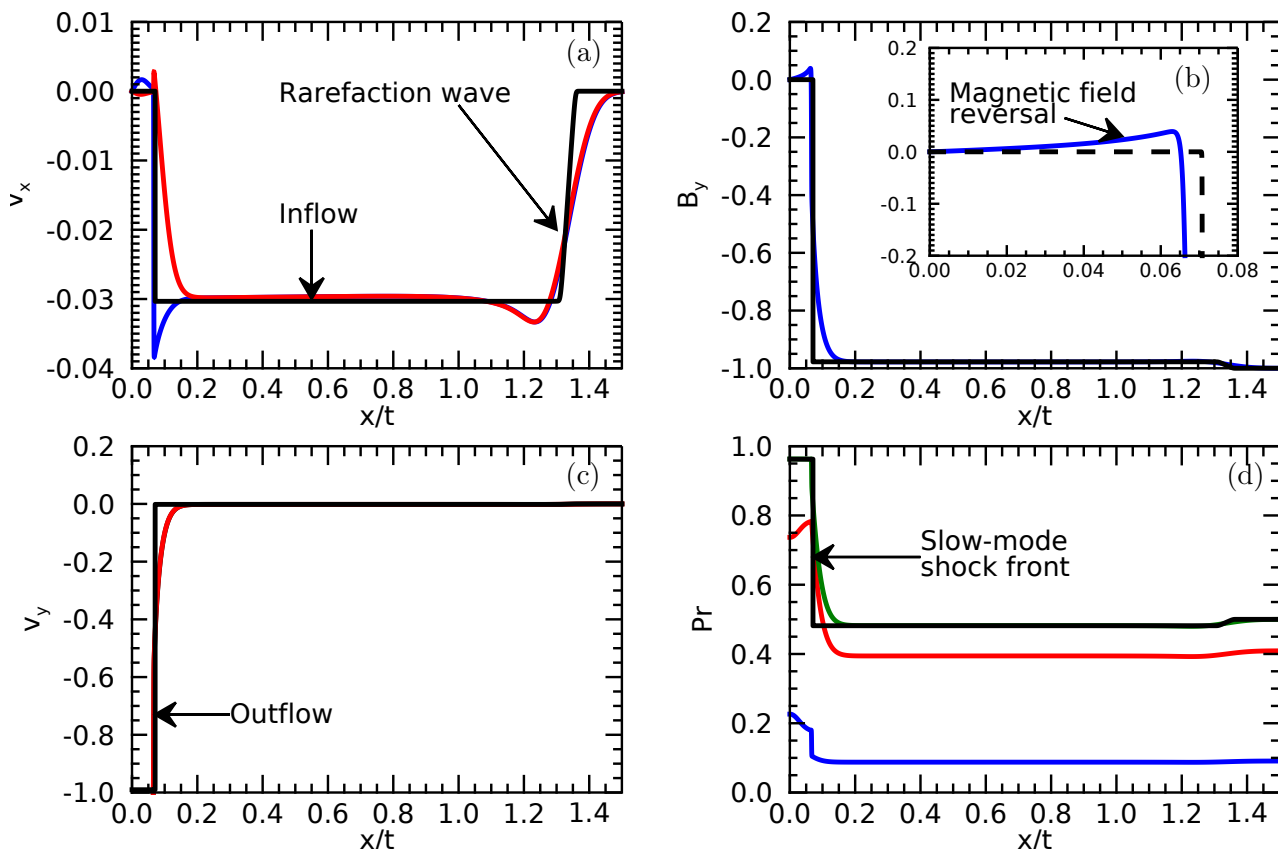 0.01
0.00
-0.01
-0.02
-0.03
-0.04
v_x
(a)
Rarefaction wave
Inflow
0.0 0.2 0.4 0.6 0.8 1.0 1.2 1.4
x/t
0.2
0.0
-0.2
-0.4
-0.6
-0.8
-1.0
B_y
0.2
0.1
0.0
-0.1
-0.2
(b)
Magnetic field
reversal
0.00 0.02 0.04 0.06 0.08
0.0 0.2 0.4 0.6 0.8 1.0 1.2 1.4
x/t
0.2
0.0
-0.2
-0.4
-0.6
-0.8
-1.0
v_y
(c)
Outflow
0.0 0.2 0.4 0.6 0.8 1.0 1.2 1.4
x/t
1.0
0.8
0.6
0.4
0.2
0.0
Pr
(d)
Slow-mode
shock front
0.0 0.2 0.4 0.6 0.8 1.0 1.2 1.4
x/t